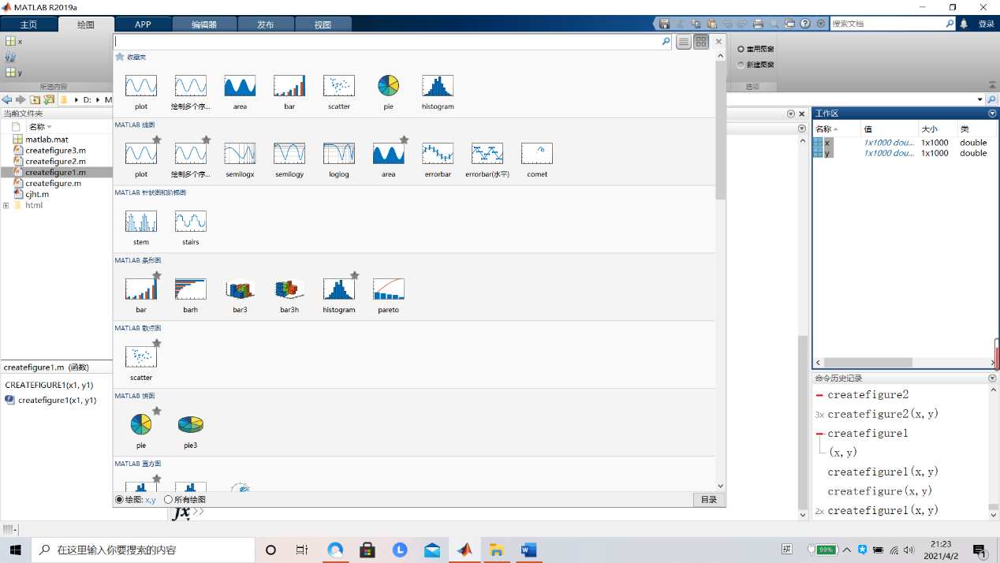 MATLAB R2019a
主页 绘图 APP 编辑器 发布 视图 搜索文档 登录
x
y
所选内容
重用图窗
新建图窗
选项
D: M
当前文件夹
名称
matlab.mat
createfigure3.m
createfigure2.m
createfigure1.m
createfigure.m
cjht.m
html
createfigure1.m (函数)
CREATEFIGURE1(x1, y1)
createfigure1(x1, y1)
收藏夹
plot 绘制多个序... area bar scatter pie histogram
MATLAB 线图
plot 绘制多个序... semilogx semilogy loglog area errorbar errorbar(水平) comet
MATLAB 针状图和阶梯图
stem stairs
MATLAB 条形图
bar barh bar3 bar3h histogram pareto
MATLAB 散点图
scatter
MATLAB 饼图
pie pie3
MATLAB 直方图
绘图: x,y 所有绘图 目录
fx >>
工作区
名称 值 大小 类
x 1x1000 dou... 1x1000 double
y 1x1000 dou... 1x1000 double
命令历史记录
createfigure2
3x createfigure2(x,y)
createfigure1
(x,y)
createfigure1(x,y)
createfigure(x,y)
2x createfigure1(x,y)
在这里输入你要搜索的内容
拼 99% 21:23
2021/4/2
1